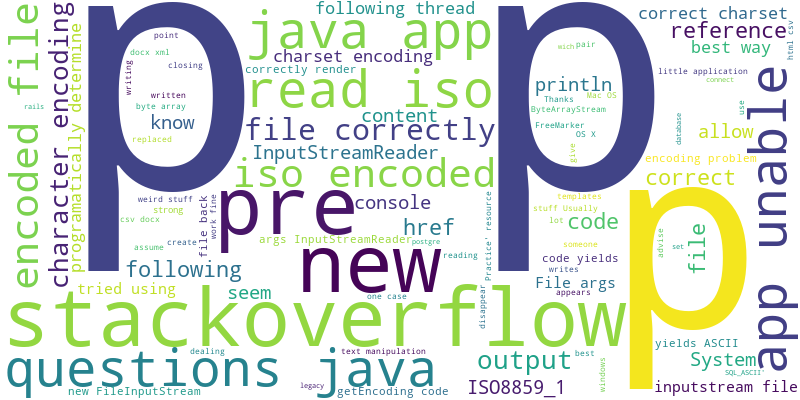 following thread
correct charset
encoded file
character encoding
programatically determine
p
java app
p
reference
best way
charset encoding
point
docx xml
closing
writing
correctly render
read iso
wich
pair
html csv
little application
connect
println
Mac OS
Thanks
ByteArrayStream
written
byte array
know
rails
replaced
content
file correctly
FreeMarker
OS X
use
database
allow
InputStreamReader
give
encoding problem
iso encoded
correct
app unable
weird stuff
strong
pre
console
templates
stuff Usually
lot
code
p
csv docx
file back
work fine
href
Practice' resource
disappear
args InputStreamReader
postgre
someone
advise
set
file
assume
create
new
reading
code yields
writes
following
File args
appears
tried using
seem
one case
stackoverflow
dealing
text manipulation
best
yields ASCII
questions java
output
windows
System
SQL_ASCII'
new FileInputStream
legacy
getEncoding code
ISO8859_1
inputstream file